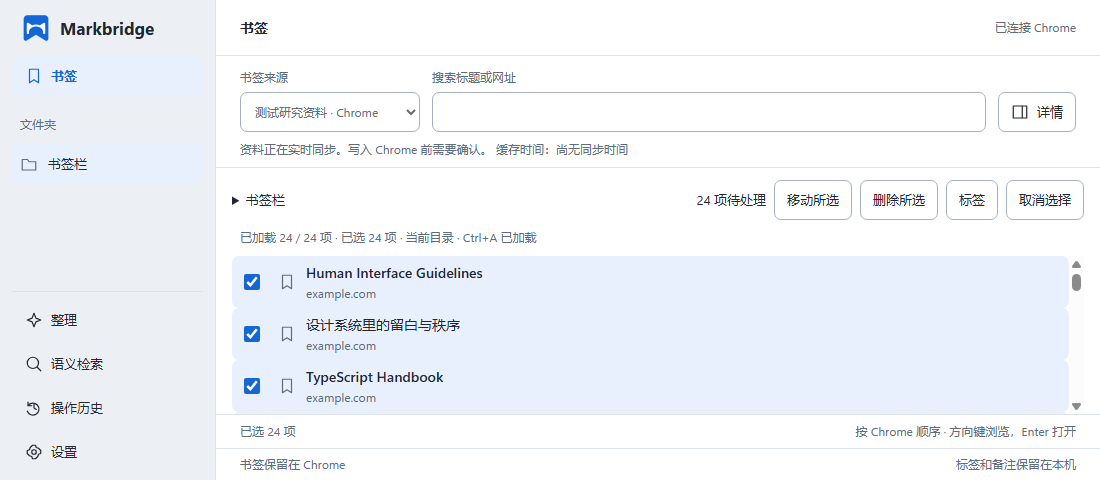 Markbridge
书签
文件夹
书签栏
整理
语义检索
操作历史
设置
书签
已连接 Chrome
书签来源
搜索标题或网址
测试研究资料 · Chrome
详情
资料正在实时同步。写入 Chrome 前需要确认。 缓存时间：尚无同步时间
书签栏
24 项待处理
移动所选
删除所选
标签
取消选择
已加载 24 / 24 项 · 已选 24 项 · 当前目录 · Ctrl+A 已加载
Human Interface Guidelines
example.com
设计系统里的留白与秩序
example.com
TypeScript Handbook
example.com
已选 24 项
按 Chrome 顺序 · 方向键浏览，Enter 打开
书签保留在 Chrome
标签和备注保留在本机